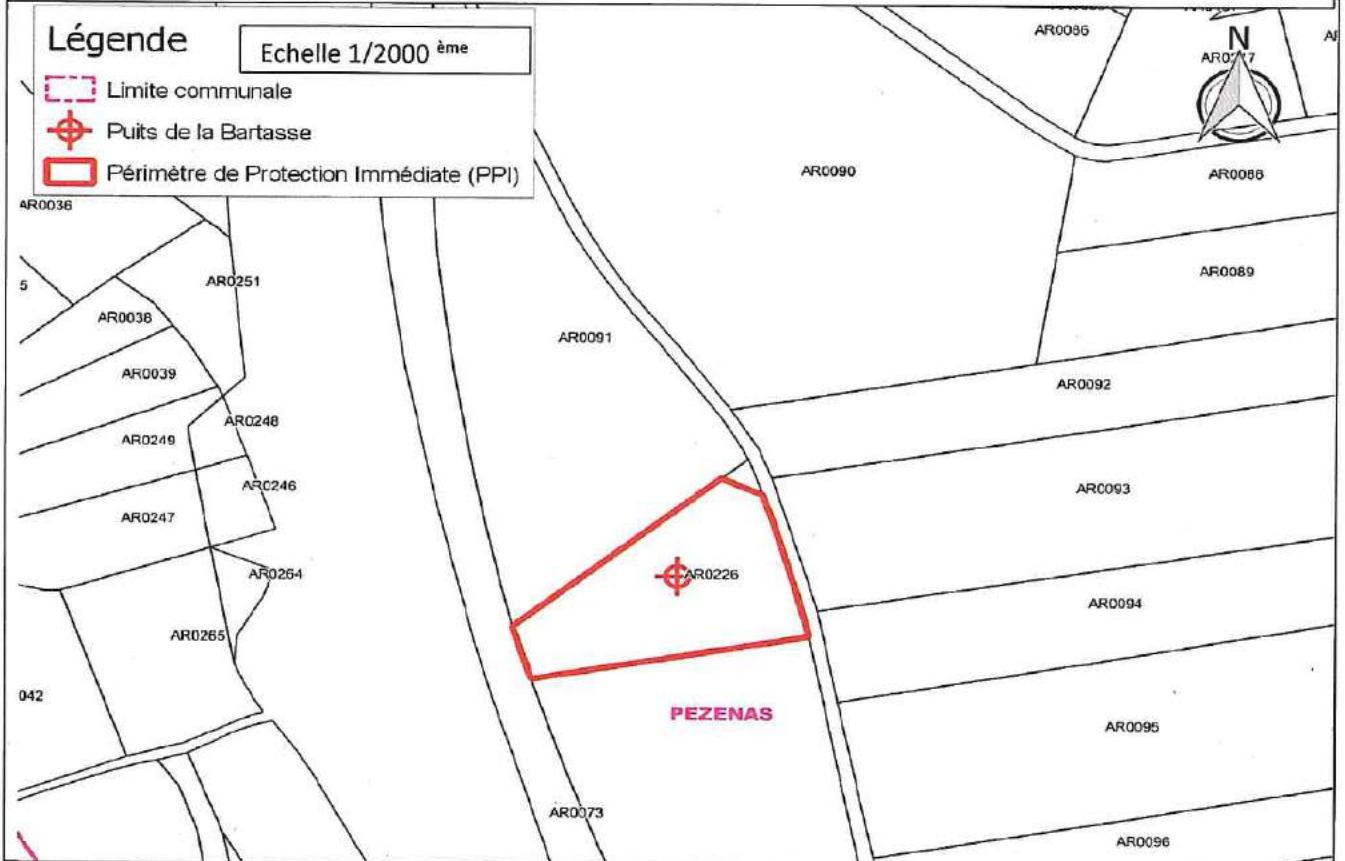 Légende
Echelle 1/2000 ème
Limite communale
Puits de la Bartasse
Périmètre de Protection Immédiate (PPI)
N
AR0086
AR0090
AR0086
AR0036
AR0089
5
AR0251
AR0038
AR0091
AR0039
AR0092
AR0248
AR0249
AR0246
AR0093
AR0247
AR0264
AR0226
AR0094
AR0265
042
PEZENAS
AR0095
AR0073
AR0096